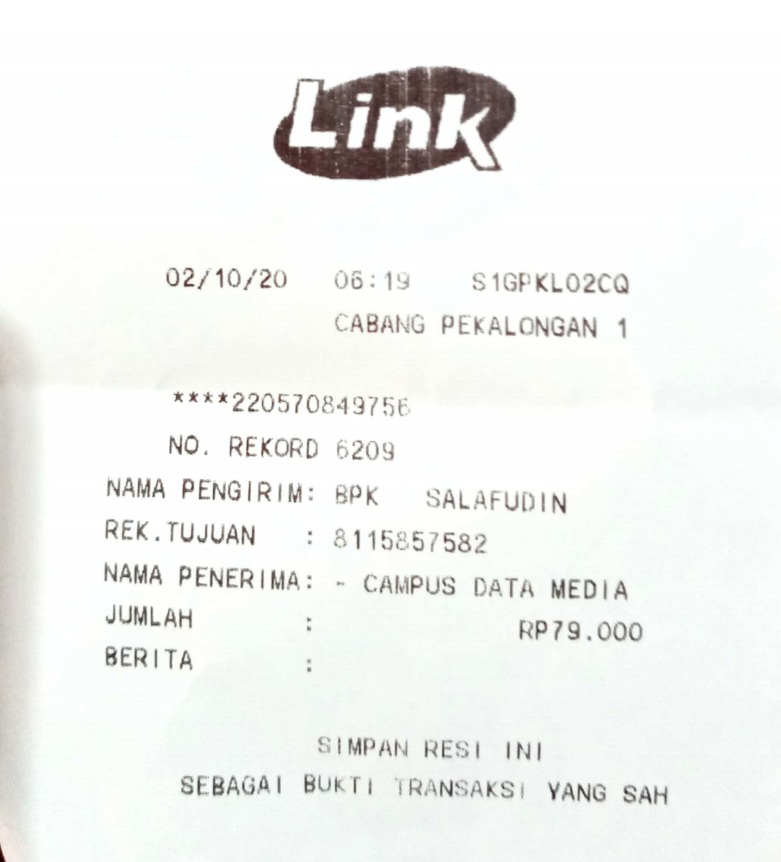 Link
02/10/20 06:19 S1GPKL02CQ
CABANG PEKALONGAN 1
****220570849756
NO. REKORD 6209
NAMA PENGIRIM: BPK SALAFUDIN
REK.TUJUAN : 8115857582
NAMA PENERIMA: - CAMPUS DATA MEDIA
JUMLAH : RP79.000
BERITA :
SIMPAN RESI INI
SEBAGAI BUKTI TRANSAKSI YANG SAH